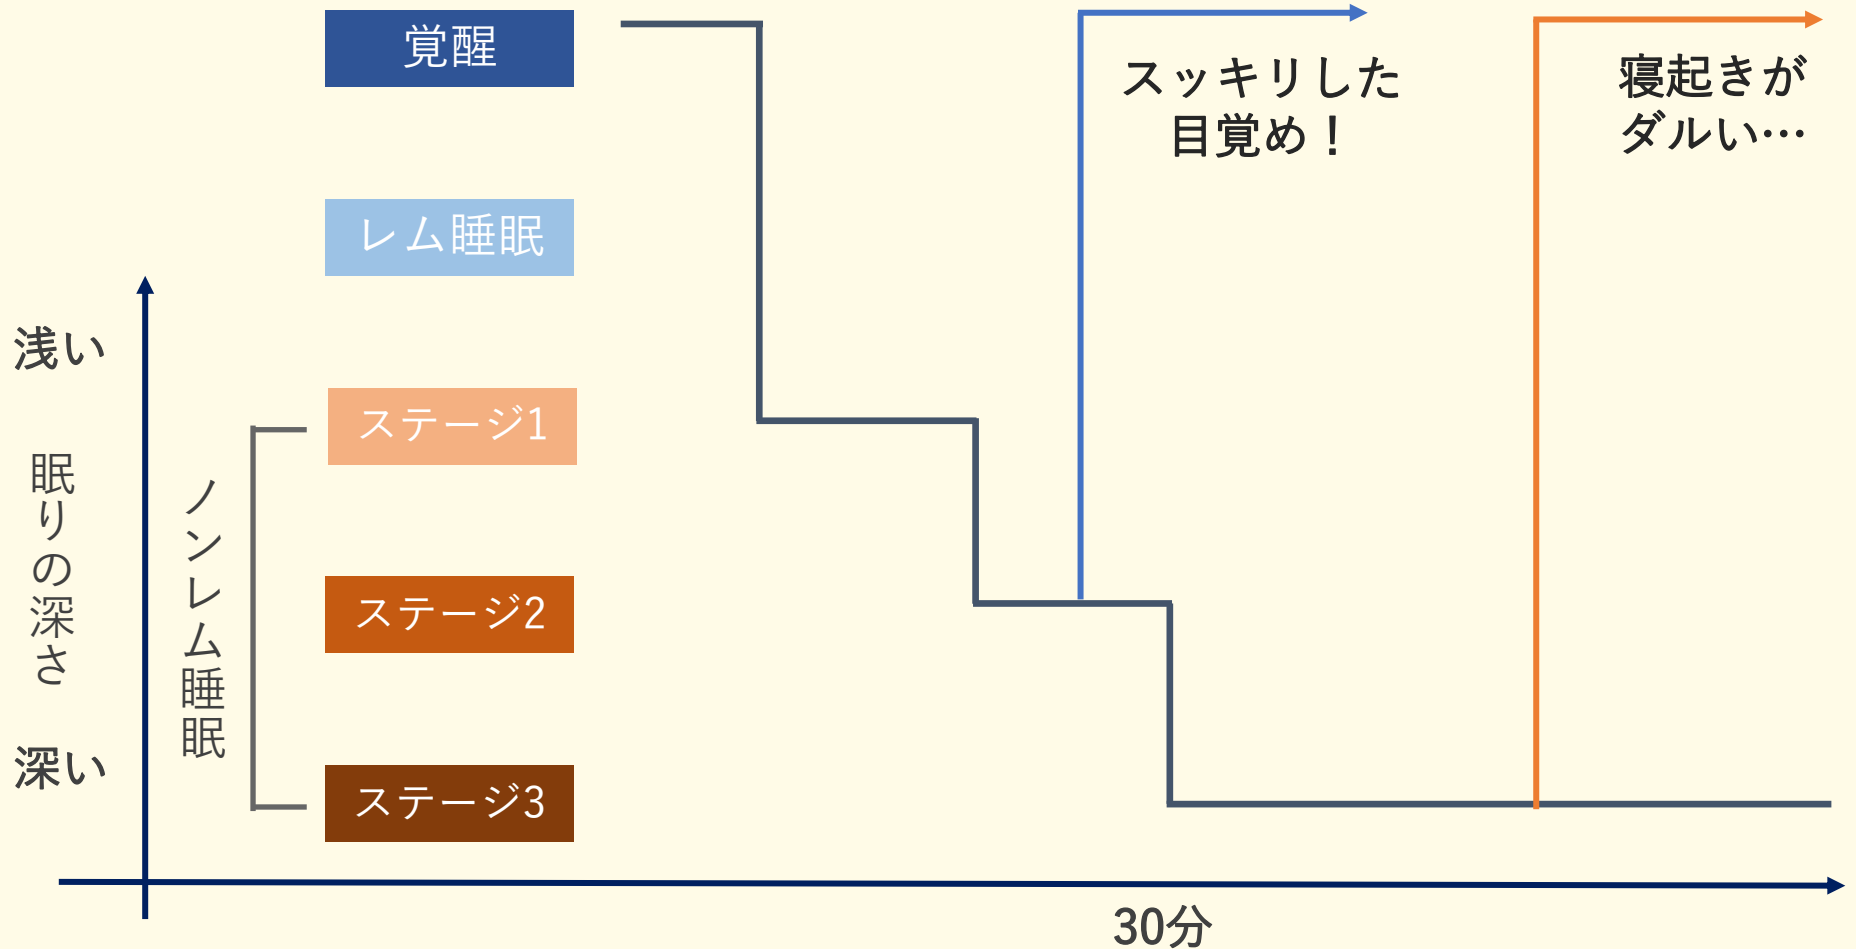 覚醒
スッキリした
目覚め！
寝起きが
ダルい…
レム睡眠
浅い
ステージ1
眠りの深さ
ノンレム睡眠
ステージ2
深い
ステージ3
30分